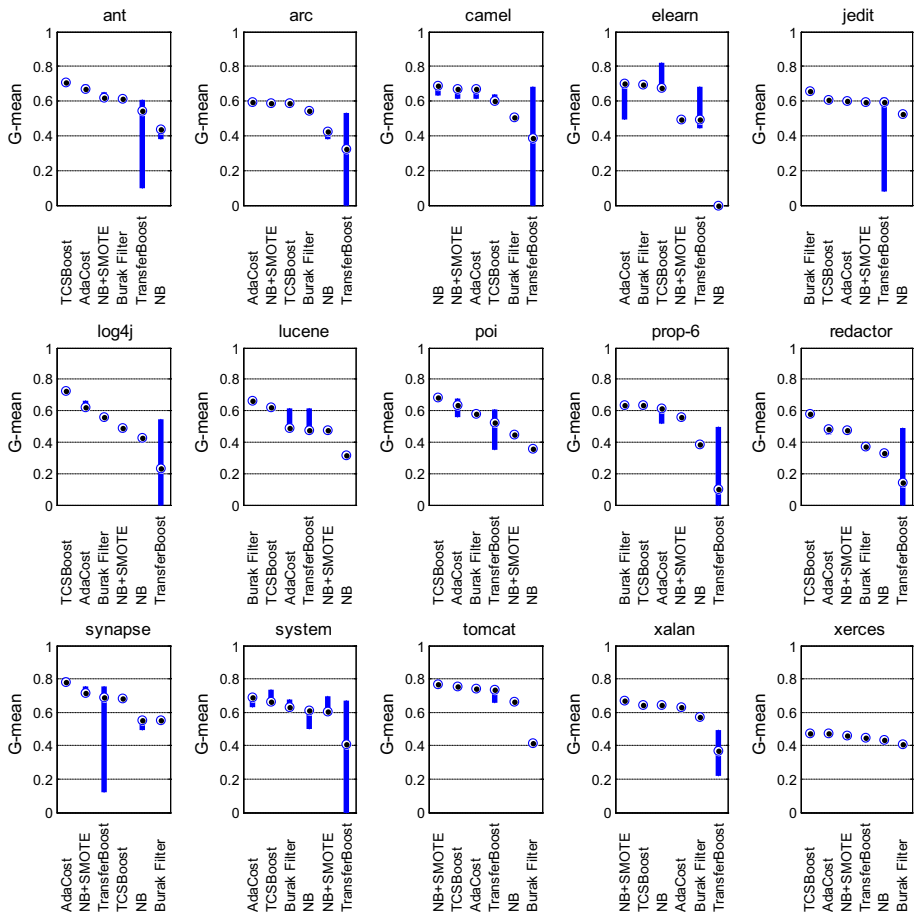 ant
arc
camel
elearn
jedit
G-mean
1
0.8
0.6
0.4
0.2
0
TCSBoost
AdaCost
NB+SMOTE
Burak Filter
TransferBoost
NB
G-mean
1
0.8
0.6
0.4
0.2
0
AdaCost
NB+SMOTE
TCSBoost
Burak Filter
NB
TransferBoost
G-mean
1
0.8
0.6
0.4
0.2
0
NB
NB+SMOTE
AdaCost
TCSBoost
Burak Filter
TransferBoost
G-mean
1
0.8
0.6
0.4
0.2
0
AdaCost
Burak Filter
TCSBoost
NB+SMOTE
TransferBoost
NB
G-mean
1
0.8
0.6
0.4
0.2
0
Burak Filter
TCSBoost
AdaCost
NB+SMOTE
TransferBoost
NB
log4j
lucene
poi
prop-6
redactor
G-mean
1
0.8
0.6
0.4
0.2
0
TCSBoost
AdaCost
Burak Filter
NB+SMOTE
NB
TransferBoost
G-mean
1
0.8
0.6
0.4
0.2
0
Burak Filter
TCSBoost
AdaCost
TransferBoost
NB+SMOTE
NB
G-mean
1
0.8
0.6
0.4
0.2
0
TCSBoost
AdaCost
Burak Filter
TransferBoost
NB+SMOTE
NB
G-mean
1
0.8
0.6
0.4
0.2
0
Burak Filter
TCSBoost
AdaCost
NB+SMOTE
NB
TransferBoost
G-mean
1
0.8
0.6
0.4
0.2
0
TCSBoost
AdaCost
NB+SMOTE
Burak Filter
NB
TransferBoost
synapse
system
tomcat
xalan
xerces
G-mean
1
0.8
0.6
0.4
0.2
0
AdaCost
NB+SMOTE
TransferBoost
TCSBoost
NB
Burak Filter
G-mean
1
0.8
0.6
0.4
0.2
0
AdaCost
TCSBoost
Burak Filter
NB
NB+SMOTE
TransferBoost
G-mean
1
0.8
0.6
0.4
0.2
0
NB+SMOTE
TCSBoost
AdaCost
TransferBoost
NB
Burak Filter
G-mean
1
0.8
0.6
0.4
0.2
0
NB+SMOTE
TCSBoost
NB
AdaCost
Burak Filter
TransferBoost
G-mean
1
0.8
0.6
0.4
0.2
0
TCSBoost
AdaCost
NB+SMOTE
TransferBoost
NB
Burak Filter